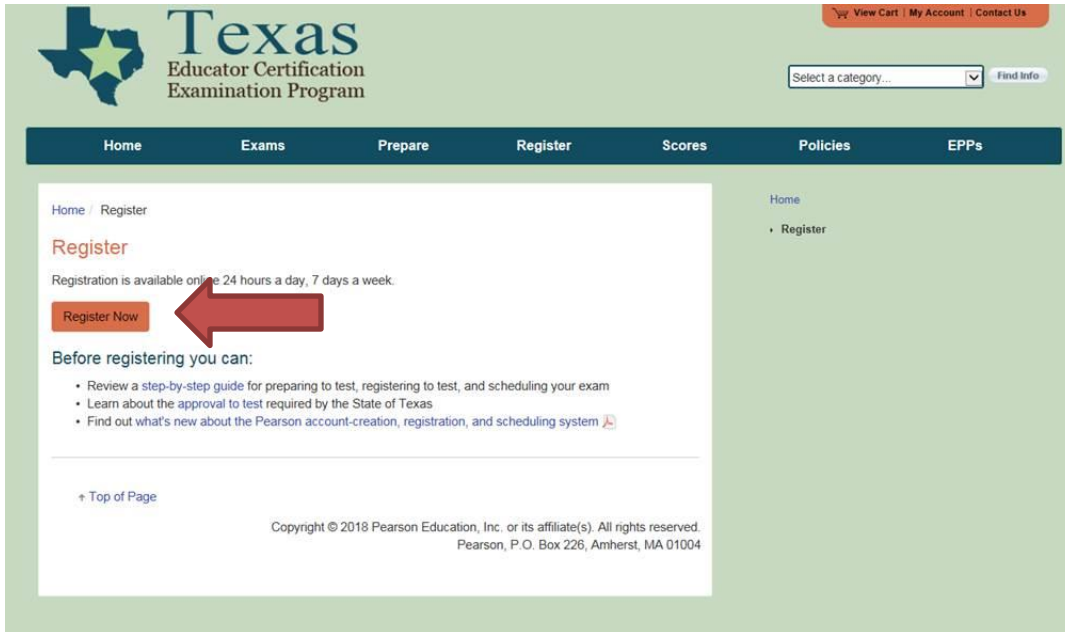 View Cart | My Account | Contact Us
Texas
Educator Certification
Examination Program
Select a category...
Find Info
Home Exams Prepare Register Scores Policies EPPs
Home / Register
Home
Register
Register
Registration is available online 24 hours a day, 7 days a week.
Register Now
Before registering you can:
• Review a step-by-step guide for preparing to test, registering to test, and scheduling your exam
• Learn about the approval to test required by the State of Texas
• Find out what's new about the Pearson account-creation, registration, and scheduling system
Top of Page
Copyright © 2018 Pearson Education, Inc. or its affiliate(s). All rights reserved.
Pearson, P.O. Box 226, Amherst, MA 01004